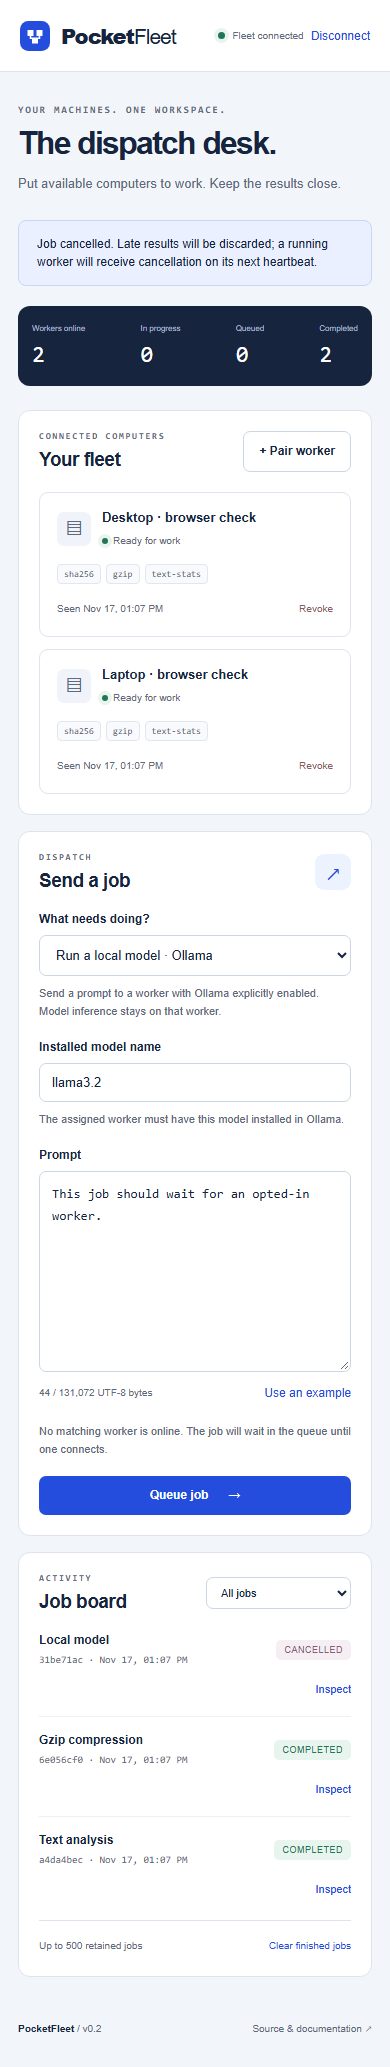 PocketFleet
Fleet connected Disconnect
YOUR MACHINES. ONE WORKSPACE.
The dispatch desk.
Put available computers to work. Keep the results close.
Job cancelled. Late results will be discarded; a running
worker will receive cancellation on its next heartbeat.
Workers online In progress Queued Completed
2 0 0 2
CONNECTED COMPUTERS
Your fleet
+ Pair worker
Desktop · browser check
Ready for work
sha256 gzip text-stats
Seen Nov 17, 01:07 PM Revoke
Laptop · browser check
Ready for work
sha256 gzip text-stats
Seen Nov 17, 01:07 PM Revoke
DISPATCH
Send a job
↗
What needs doing?
Run a local model · Ollama
Send a prompt to a worker with Ollama explicitly enabled.
Model inference stays on that worker.
Installed model name
llama3.2
The assigned worker must have this model installed in Ollama.
Prompt
This job should wait for an opted-in
worker.
44 / 131,072 UTF-8 bytes Use an example
No matching worker is online. The job will wait in the queue until
one connects.
Queue job →
ACTIVITY
Job board
All jobs
Local model
31be71ac · Nov 17, 01:07 PM
CANCELLED
Inspect
Gzip compression
6e056cf0 · Nov 17, 01:07 PM
COMPLETED
Inspect
Text analysis
a4da4bec · Nov 17, 01:07 PM
COMPLETED
Inspect
Up to 500 retained jobs Clear finished jobs
PocketFleet / v0.2 Source & documentation ↗